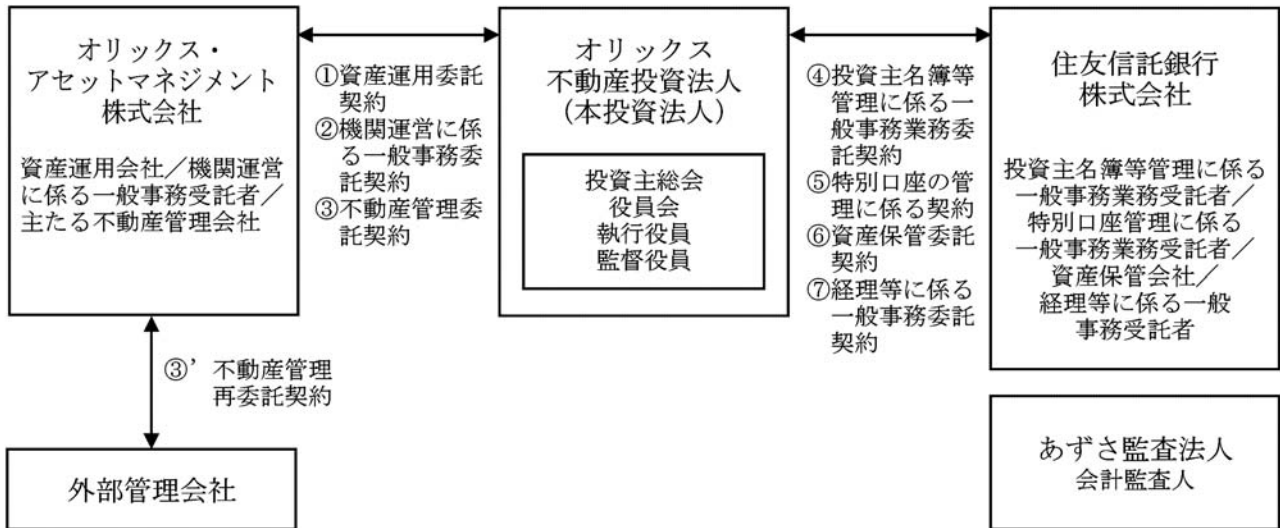 オリックス・
アセットマネジメント
株式会社
資産運用会社／機関運営
に係る一般事務受託者／
主たる不動産管理会社
①資産運用委託
契約
②機関運営に係
る一般事務委
託契約
③不動産管理委
託契約
オリックス
不動産投資法人
（本投資法人）
投資主総会
役員会
執行役員
監督役員
④投資主名簿等
管理に係る一
般事務業務委
託契約
⑤特別口座の管
理に係る契約
⑥資産保管委託
契約
⑦経理等に係る
一般事務委託
契約
住友信託銀行
株式会社
投資主名簿等管理に係る
一般事務業務受託者／
特別口座管理に係る
一般事務業務受託者／
資産保管会社／
経理等に係る一般
事務受託者
③’ 不動産管理
再委託契約
外部管理会社
あずさ監査法人
会計監査人